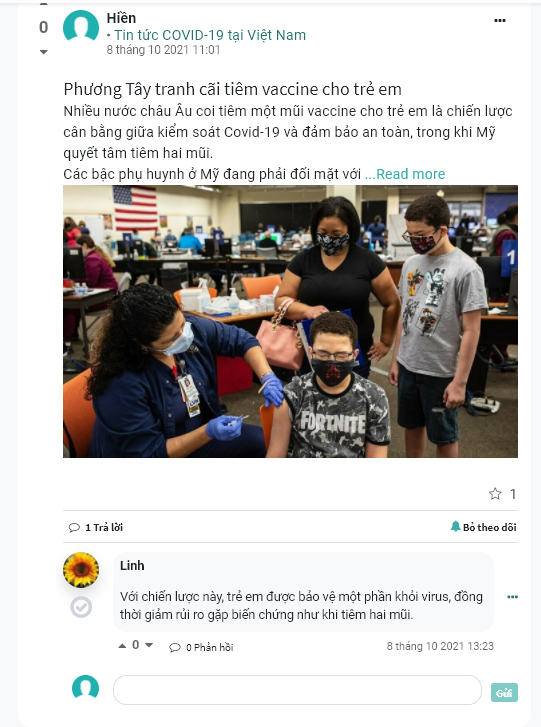 0
Hiền
• Tin tức COVID-19 tại Việt Nam
8 tháng 10 2021 11:01
Phương Tây tranh cãi tiêm vaccine cho trẻ em
Nhiều nước châu Âu coi tiêm một mũi vaccine cho trẻ em là chiến lược
cân bằng giữa kiểm soát Covid-19 và đảm bảo an toàn, trong khi Mỹ
quyết tâm tiêm hai mũi.
Các bậc phụ huynh ở Mỹ đang phải đối mặt với ...Read more
1
FORTNITE
1
1 Trả lời
Bỏ theo dõi
Linh
Với chiến lược này, trẻ em được bảo vệ một phần khỏi virus, đồng
thời giảm rủi ro gặp biến chứng như khi tiêm hai mũi.
0
0 Phản hồi
8 tháng 10 2021 13:23
Gửi